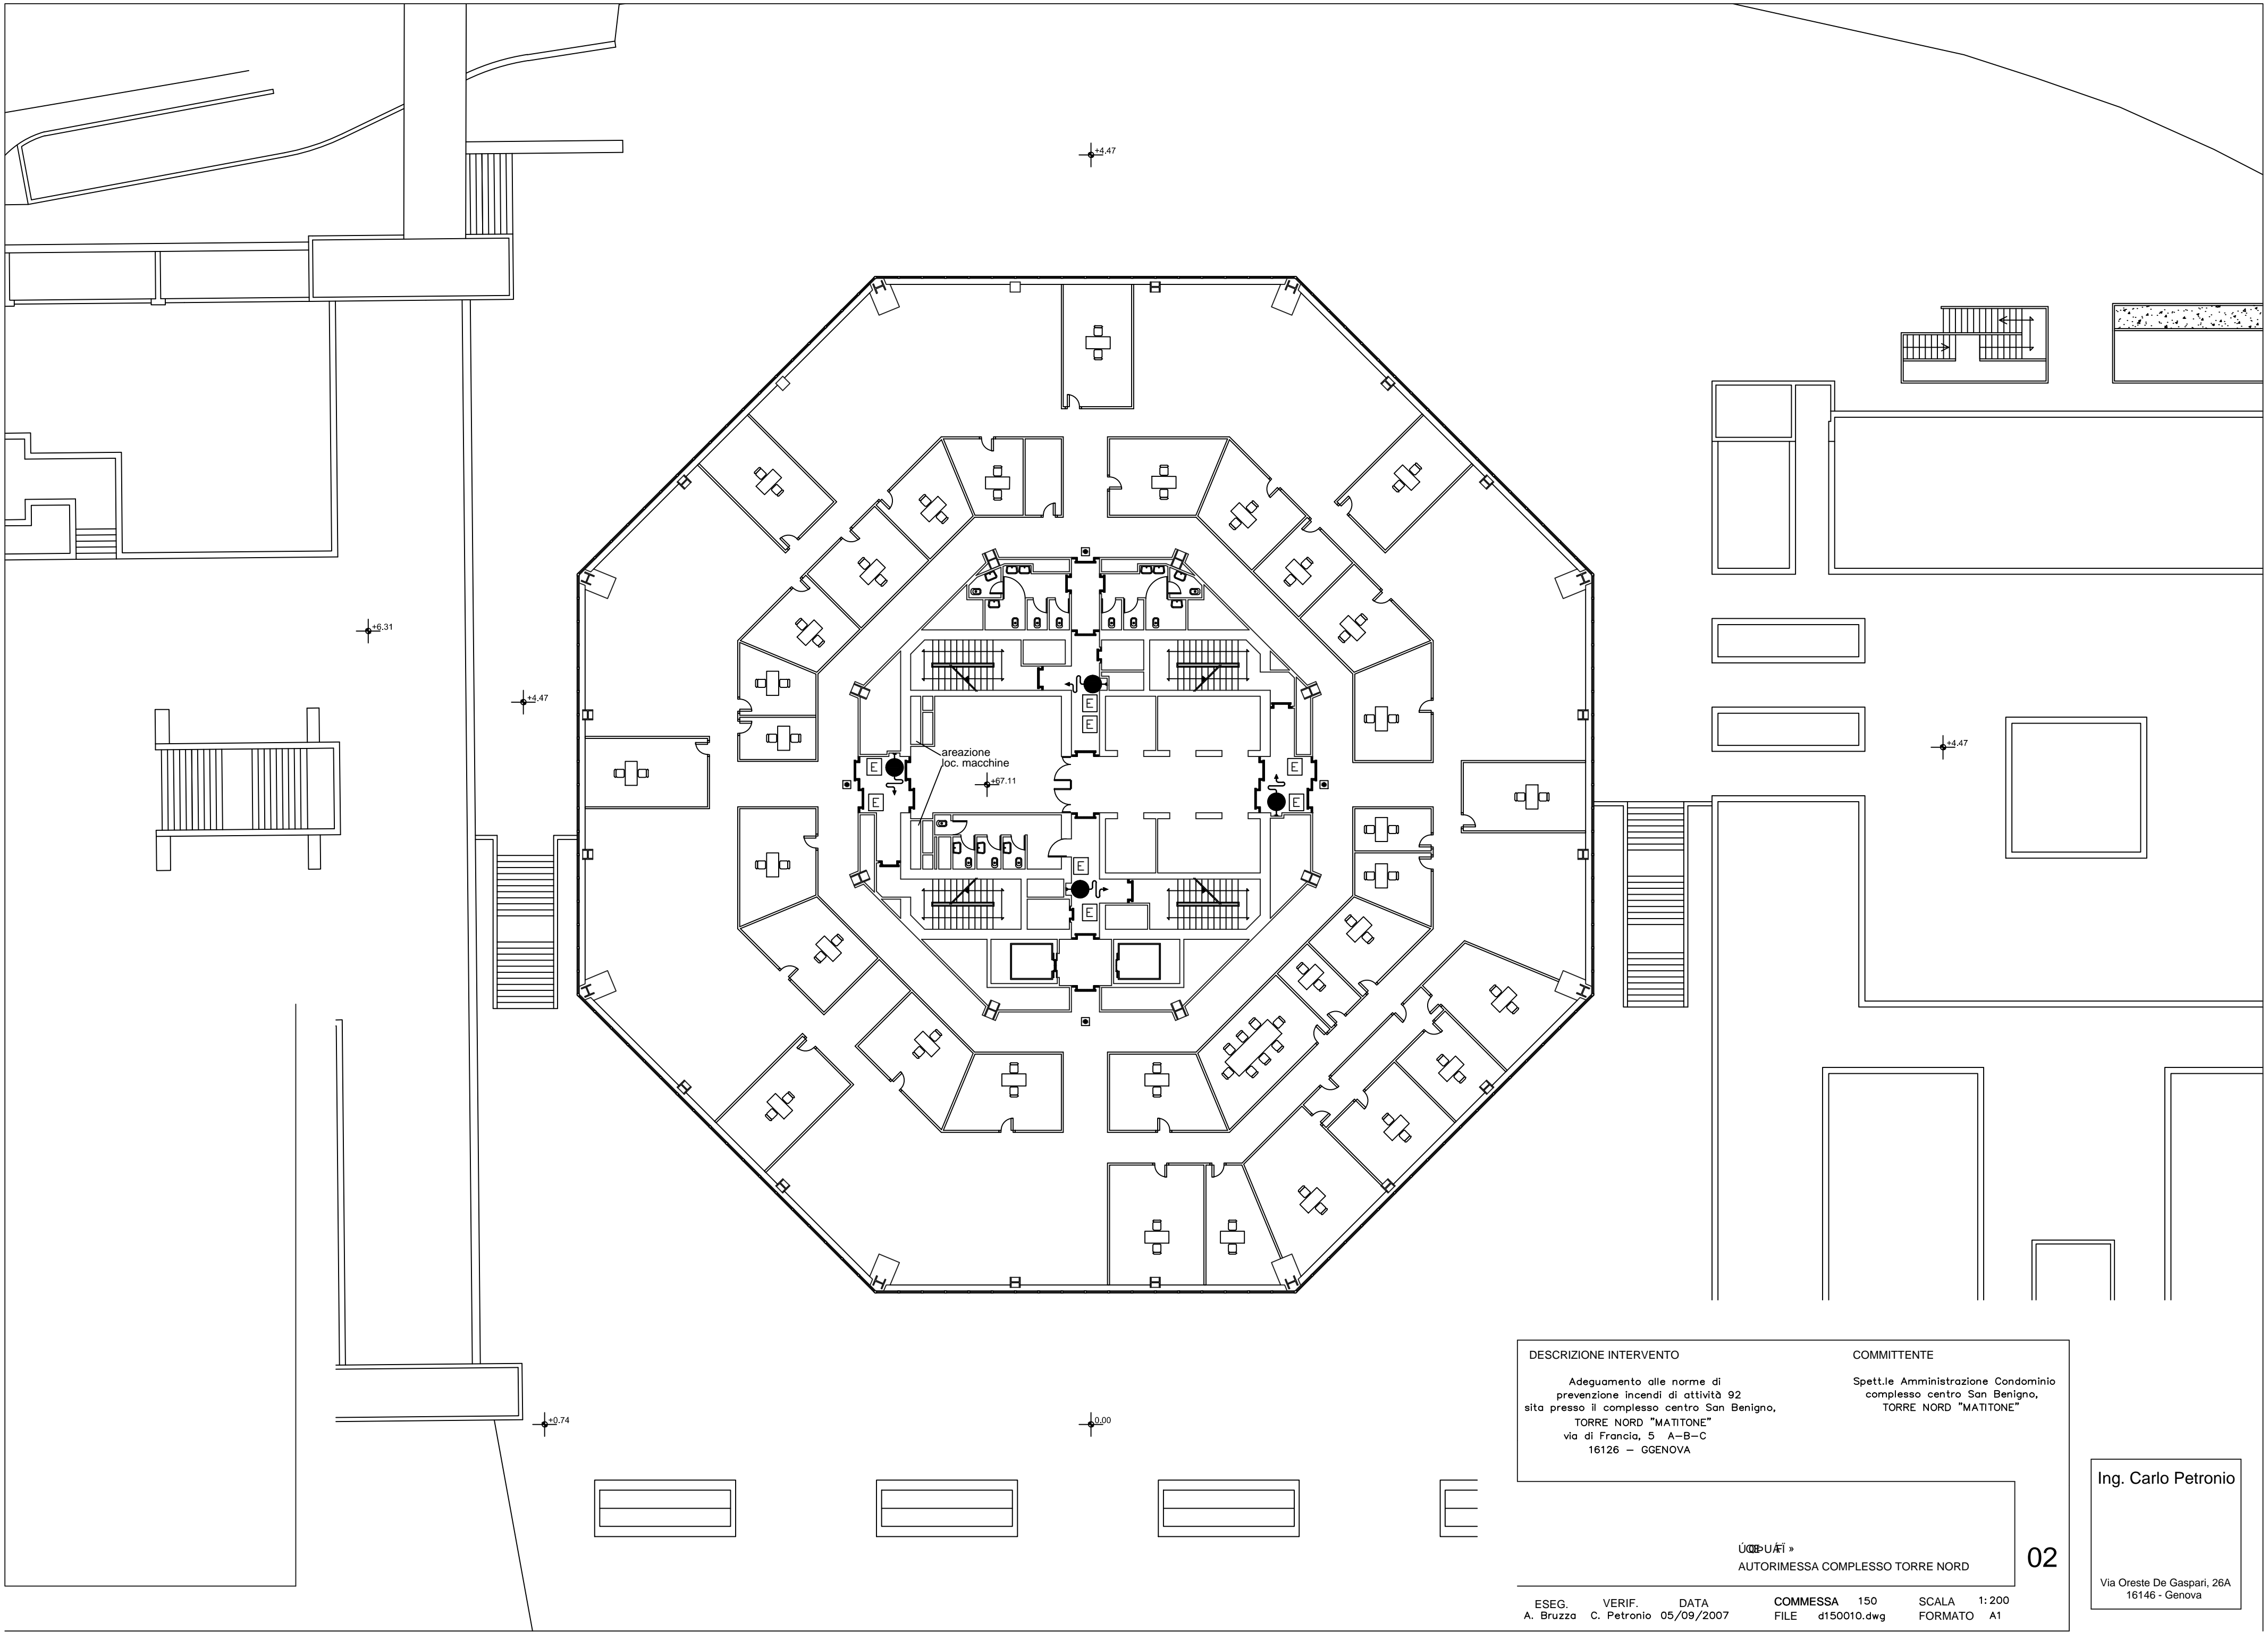 +4.47
+6.31
+4.47
+4.47
E
E
areazione
loc. macchine
E
E
E
E
+67.11
E
E
+0.74
0.00
DESCRIZIONE INTERVENTO
Adeguamento alle norme di
prevenzione incendi di attività 92
sita presso il complesso centro San Benigno,
TORRE NORD "MATITONE"
via di Francia, 5 A-B-C
16126 - GGENOVA
COMMITTENTE
Spett.le Amministrazione Condominio
complesso centro San Benigno,
TORRE NORD "MATITONE"
AUTORIMESSA COMPLESSO TORRE NORD
02
ESEG. VERIF. DATA
A. Bruzza C. Petronio 05/09/2007
COMMESSA 150
FILE d150010.dwg
SCALA 1:200
FORMATO A1
Ing. Carlo Petronio
Via Oreste De Gaspari, 26A
16146 - Genova